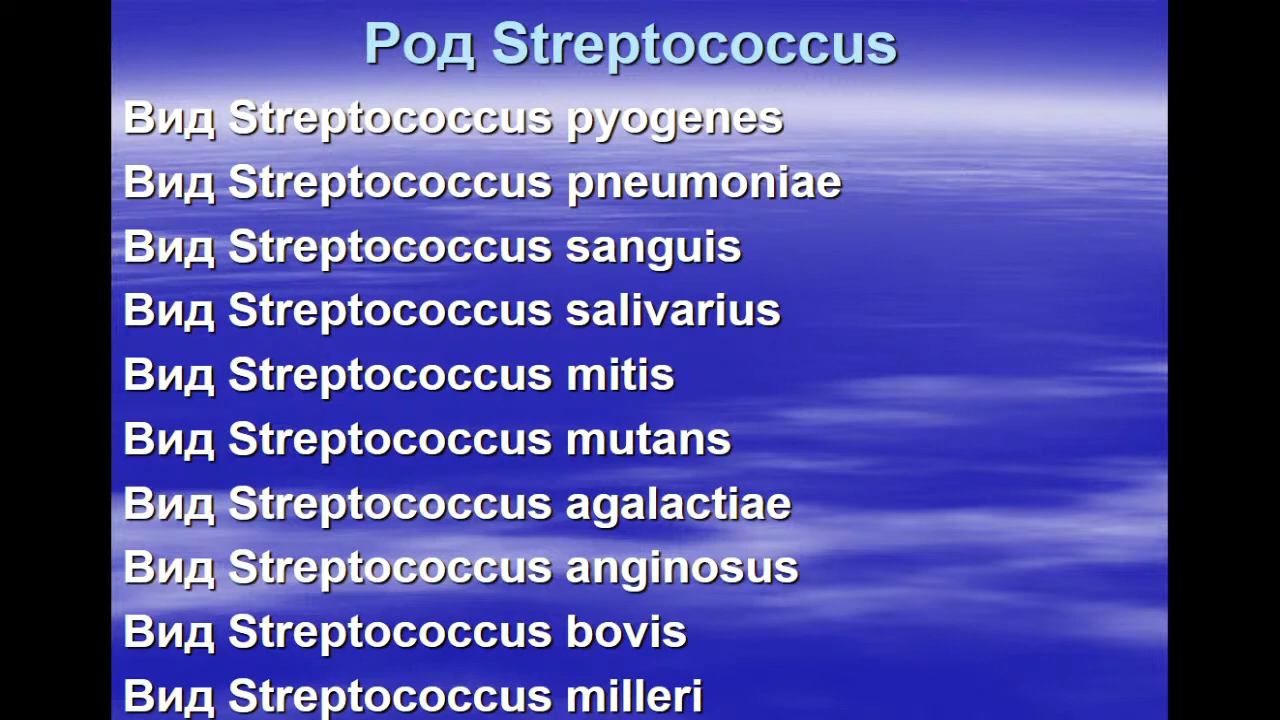 Род Streptococcus
Вид Streptococcus pyogenes
Вид Streptococcus pneumoniae
Вид Streptococcus sanguis
Вид Streptococcus salivarius
Вид Streptococcus mitis
Вид Streptococcus mutans
Вид Streptococcus agalactiae
Вид Streptococcus anginosus
Вид Streptococcus bovis
Вид Streptococcus milleri